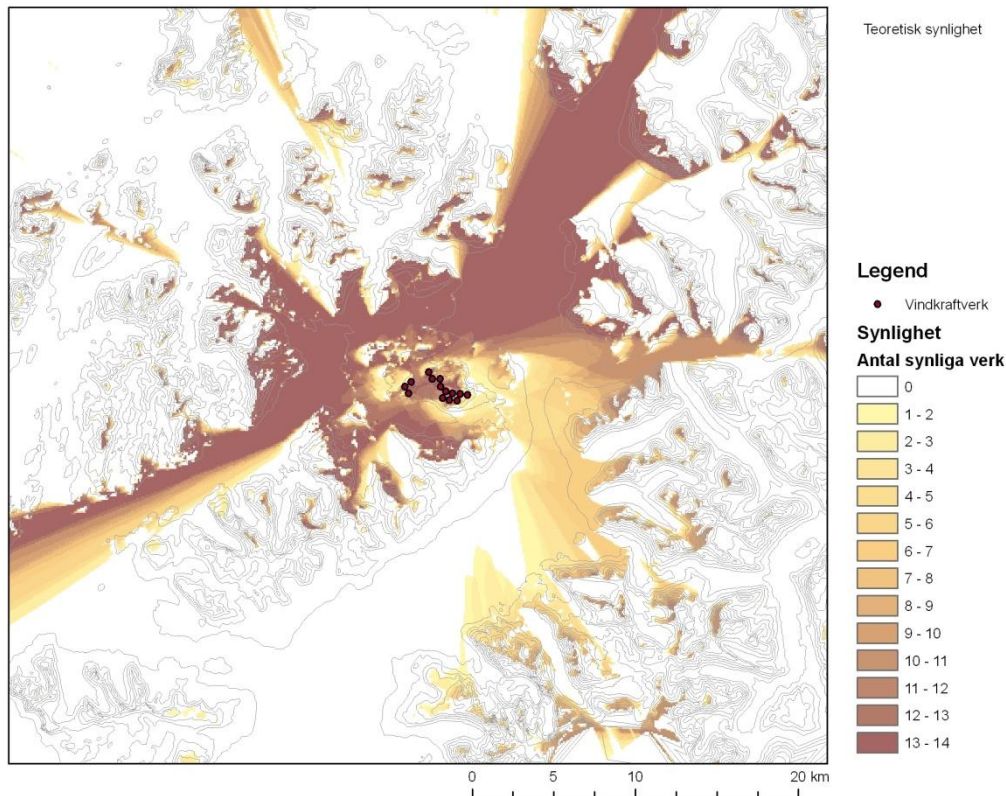 Teoretisk synlighet
Legend
Vindkraftverk
Synlighet
Antal synliga verk
0
1 - 2
2 - 3
3 - 4
4 - 5
5 - 6
6 - 7
7 - 8
8 - 9
9 - 10
10 - 11
11 - 12
12 - 13
13 - 14
0 5 10 20 km